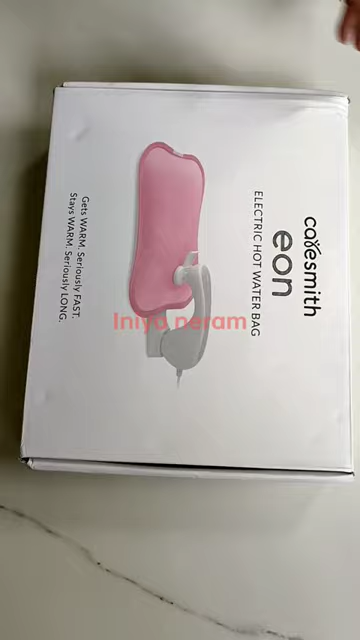 caresmith
eon
ELECTRIC HOT WATER BAG
Gets WARM. Seriously FAST.
Stays WARM. Seriously LONG.
Iniya neram